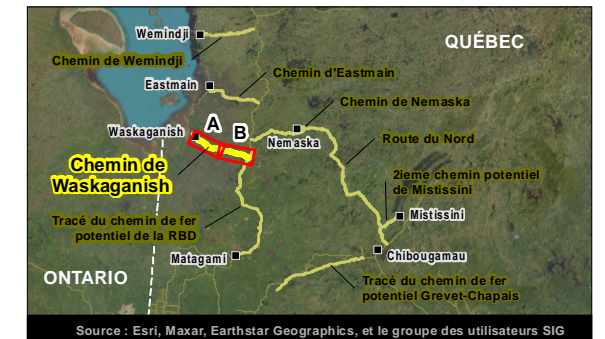 Wemindji
QUÉBEC
Chemin de Wemindji
Eastmain
Chemin d'Eastmain
Chemin de Nemaska
A
B
Waskaganish
Nemaska
Route du Nord
Chemin de
Waskaganish
2ieme chemin potentiel
de Mistissini
Tracé du chemin de fer
potentiel de la RBD
Mistissini
Matagami
Chibougamau
ONTARIO
Tracé du chemin de fer
potentiel Grevet-Chapais
Source : Esri, Maxar, Earthstar Geographics, et le groupe des utilisateurs SIG